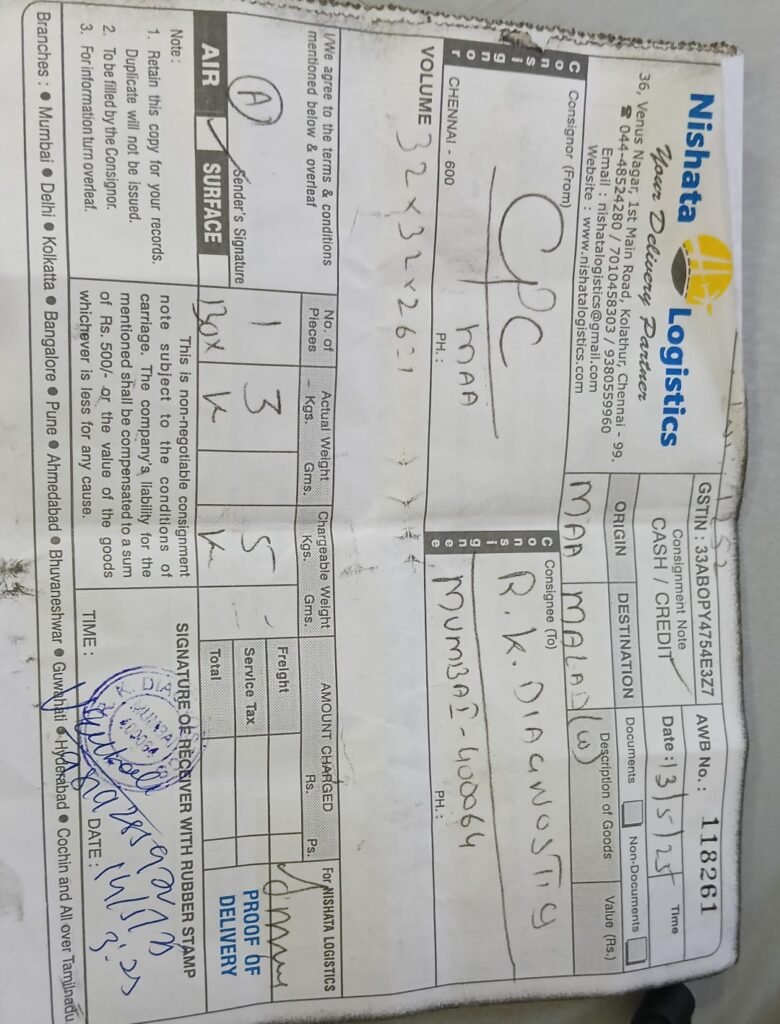 Nishata Logistics
Your Delivery Partner
36, Venus Nagar, 1st Main Road, Kolathur, Chennai - 99.
☎ 044-48524280 / 7010458303 / 9380559960
Email : nishatalogistics@gmail.com
Website : www.nishatalogistics.com
GSTIN : 33ABOPY4754E3Z7
AWB No. : 118261
Consignment Note
CASH / CREDIT ✓
Date : 13/5/25
Time
ORIGIN
DESTINATION
Documents
Non-Documents
MAA
MALAD (W)
Description of Goods
Value (Rs.)
Consignor
Consignor (From)
CPC
MAA
CHENNAI - 600
PH. :
Consignee
Consignee (To)
R. K. DIAGNOSTIY
MUMBAI - 400064
PH. :
VOLUME 32 x 32 x 26 - 1
I/We agree to the terms & conditions
mentioned below & overleaf
(A)
Sender's Signature
AIR ✓ SURFACE
No. of Pieces
Actual Weight
Kgs. Gms.
Chargeable Weight
Kgs. Gms.
AMOUNT CHARGED
Rs. Ps.
For NISHATA LOGISTICS
1
Box
3
K
5
K
Freight
Service Tax
Total
PROOF OF
DELIVERY
Note :
1. Retain this copy for your records.
Duplicate will not be issued.
2. To be filled by the Consignor.
3. For information turn overleaf.
This is non-negotiable consignment
note subject to the conditions of
carriage. The company's liability for the
mentioned shall be compensated to a sum
of Rs. 500/- or the value of the goods
whichever is less for any cause.
SIGNATURE OF RECEIVER WITH RUBBER STAMP
TIME :
DATE :
3.25
Branches : ● Mumbai ● Delhi ● Kolkatta ● Bangalore ● Pune ● Ahmedabad ● Bhuvaneshwar ● Guwahati ● Hyderabad ● Cochin and All over Tamilnadu